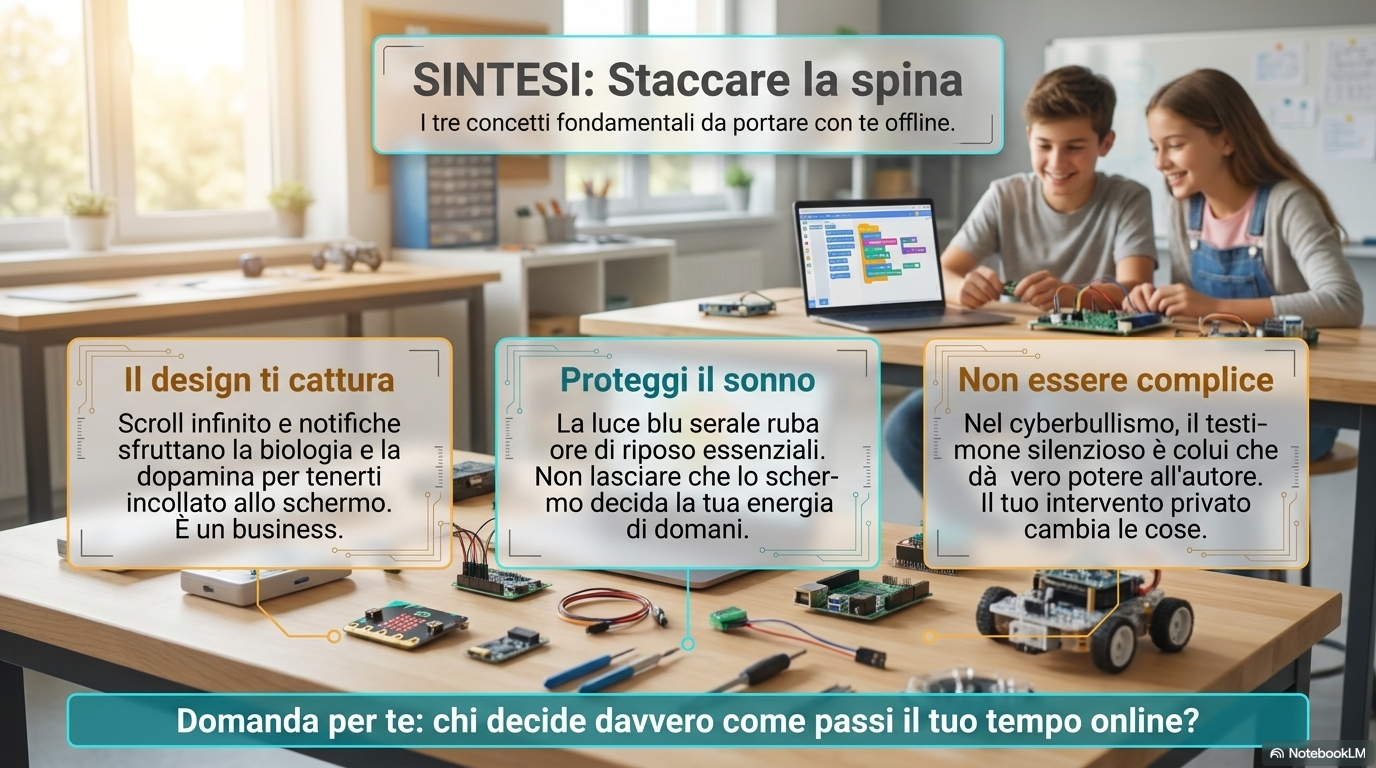 SINTESI: Staccare la spina
I tre concetti fondamentali da portare con te offline.
Il design ti cattura
Scroll infinito e notifiche
sfruttano la biologia e la
dopamina per tenerti
incollato allo schermo.
È un business.
Proteggi il sonno
La luce blu serale ruba
ore di riposo essenziali.
Non lasciare che lo scher-
mo decida la tua energia
di domani.
Non essere complice
Nel cyberbullismo, il testi-
mone silenzioso è colui che
dà  vero potere all'autore.
Il tuo intervento privato
cambia le cose.
Domanda per te: chi decide davvero come passi il tuo tempo online?
NotebookLM